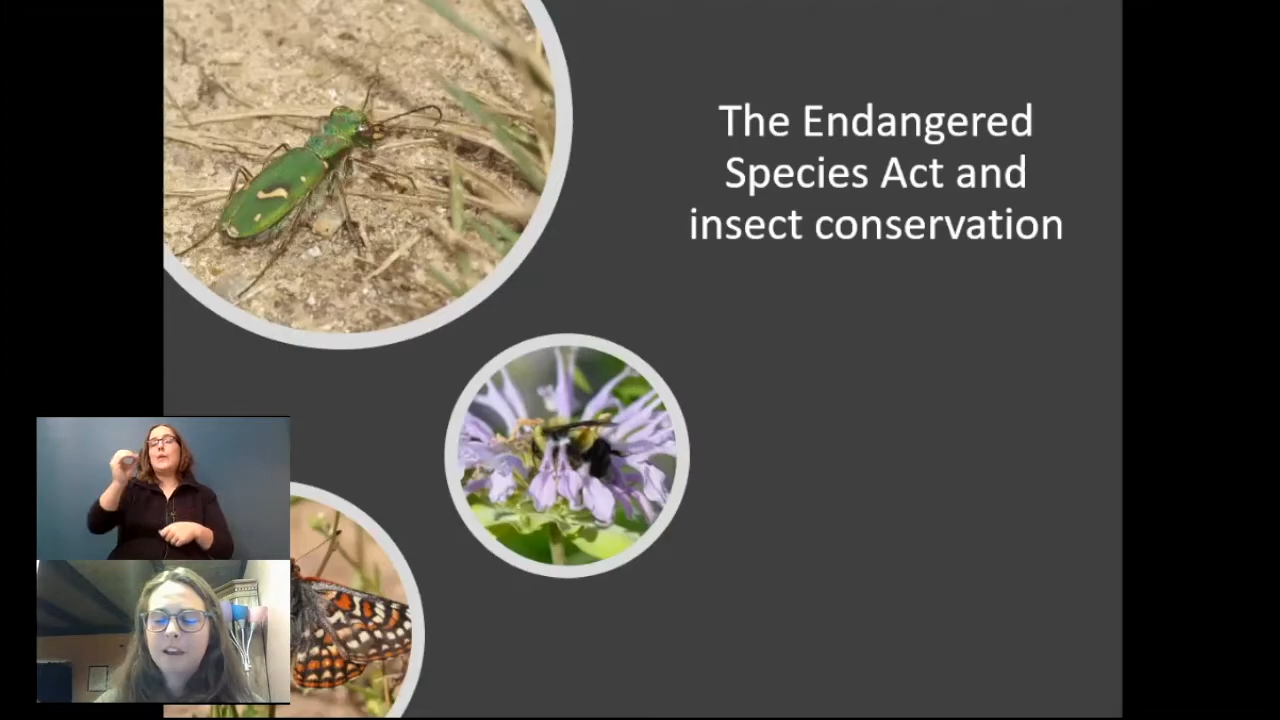 The Endangered
Species Act and
insect conservation